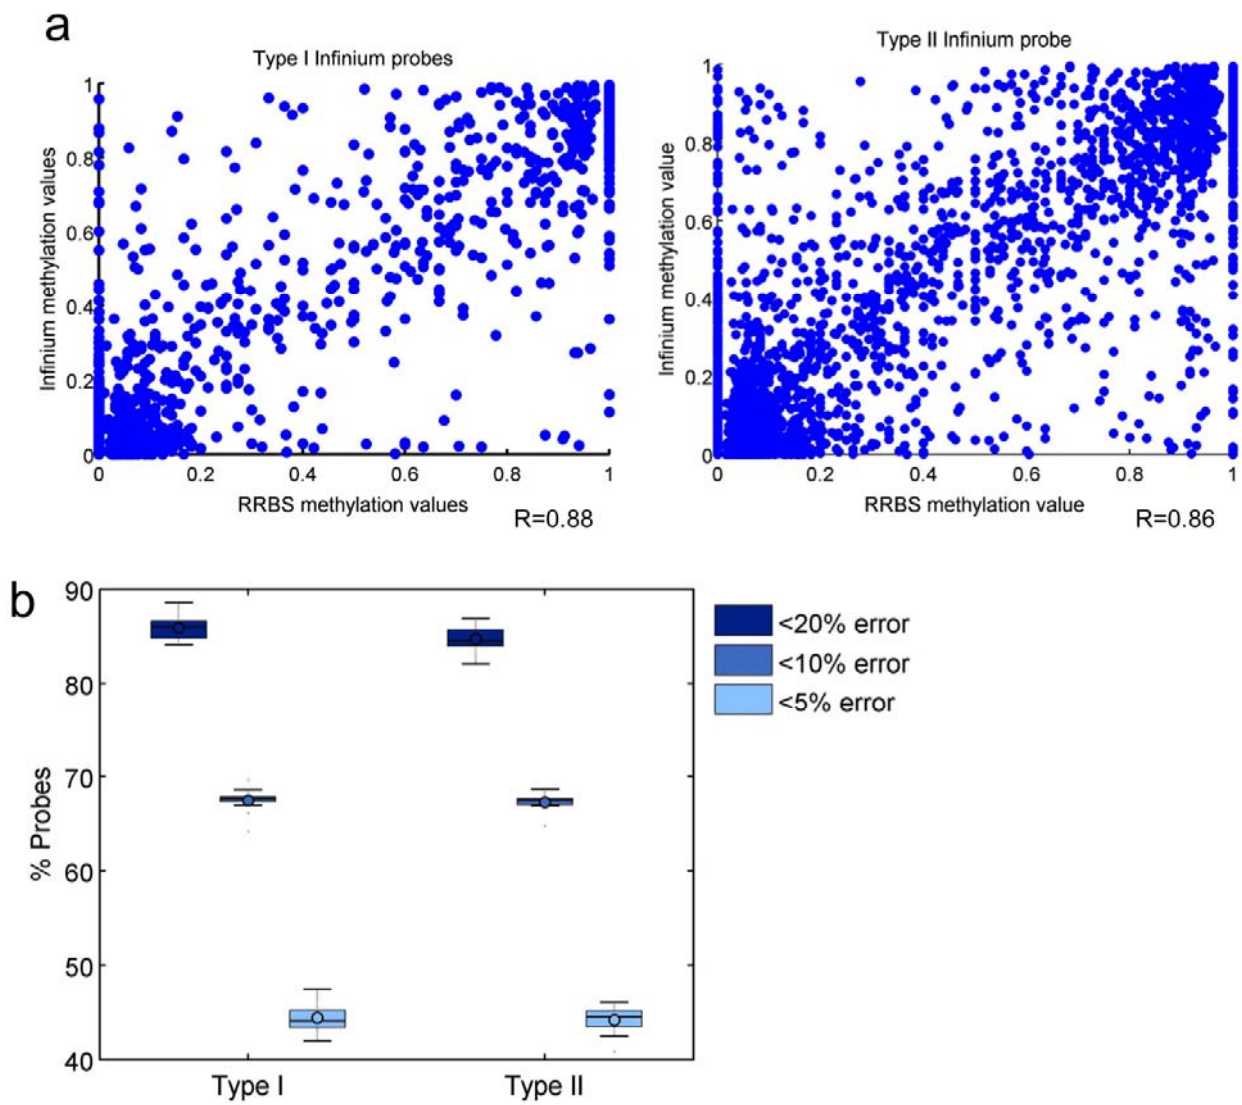 a
Type I Infinium probes
Infinium methylation values
1
0.8
0.6
0.4
0.2
0
0 0.2 0.4 0.6 0.8 1
RRBS methylation values
R=0.88
Type II Infinium probe
Infinium methylation value
1
0.8
0.6
0.4
0.2
0
0 0.2 0.4 0.6 0.8 1
RRBS methylation value
R=0.86
b
% Probes
90
80
70
60
50
40
Type I Type II
<20% error
<10% error
<5% error